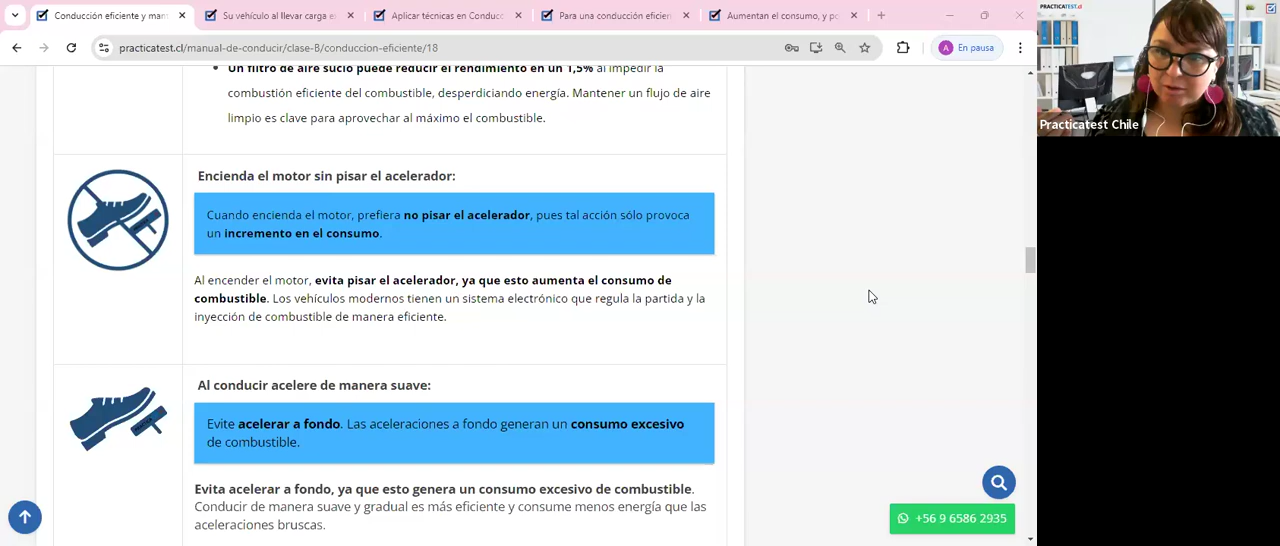 Conducción eficiente y man
Su vehículo al llevar carga e
Aplicar técnicas en Conducc
Para una conducción eficien
Aumentan el consumo, y po
practicatest.cl/manual-de-conducir/clase-B/conduccion-eficiente/18
A En pausa
PRACTICATEST.cl
Practicatest Chile
Un filtro de aire sucio puede reducir el rendimiento en un 1,5% al impedir la
combustión eficiente del combustible, desperdiciando energía. Mantener un flujo de aire
limpio es clave para aprovechar al máximo el combustible.
Encienda el motor sin pisar el acelerador:
Cuando encienda el motor, prefiera no pisar el acelerador, pues tal acción sólo provoca
un incremento en el consumo.
Al encender el motor, evita pisar el acelerador, ya que esto aumenta el consumo de
combustible. Los vehículos modernos tienen un sistema electrónico que regula la partida y la
inyección de combustible de manera eficiente.
Al conducir acelere de manera suave:
Evite acelerar a fondo. Las aceleraciones a fondo generan un consumo excesivo
de combustible.
Evita acelerar a fondo, ya que esto genera un consumo excesivo de combustible.
Conducir de manera suave y gradual es más eficiente y consume menos energía que las
aceleraciones bruscas.
+56 9 6586 2935